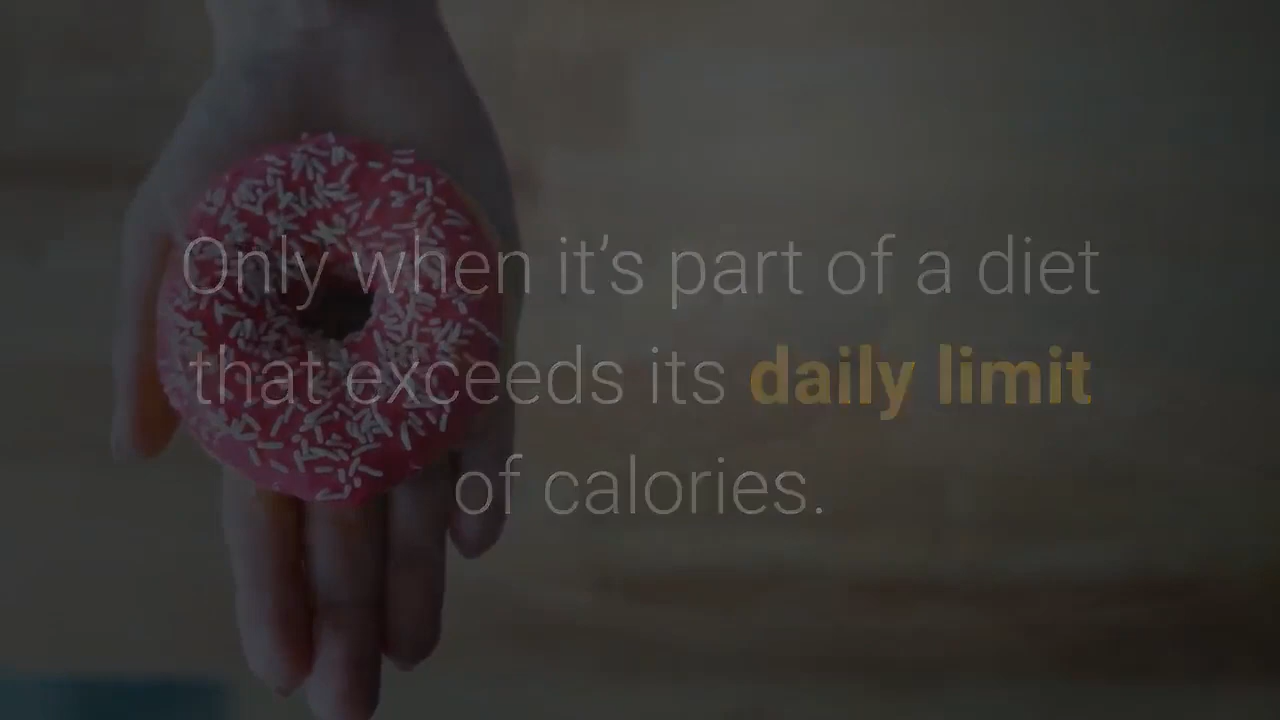 Only when it’s part of a diet
that exceeds its daily limit
of calories.